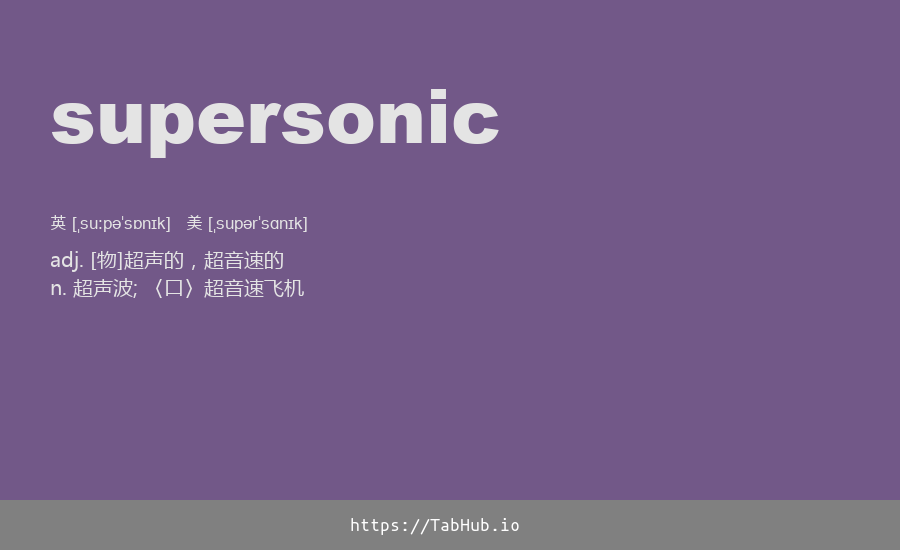 supersonic
英 [ˌsuːpəˈsɒnɪk] 美 [ˌsupərˈsɑnɪk]
adj. [物]超声的，超音速的
n. 超声波; 〈口〉超音速飞机
https://TabHub.io